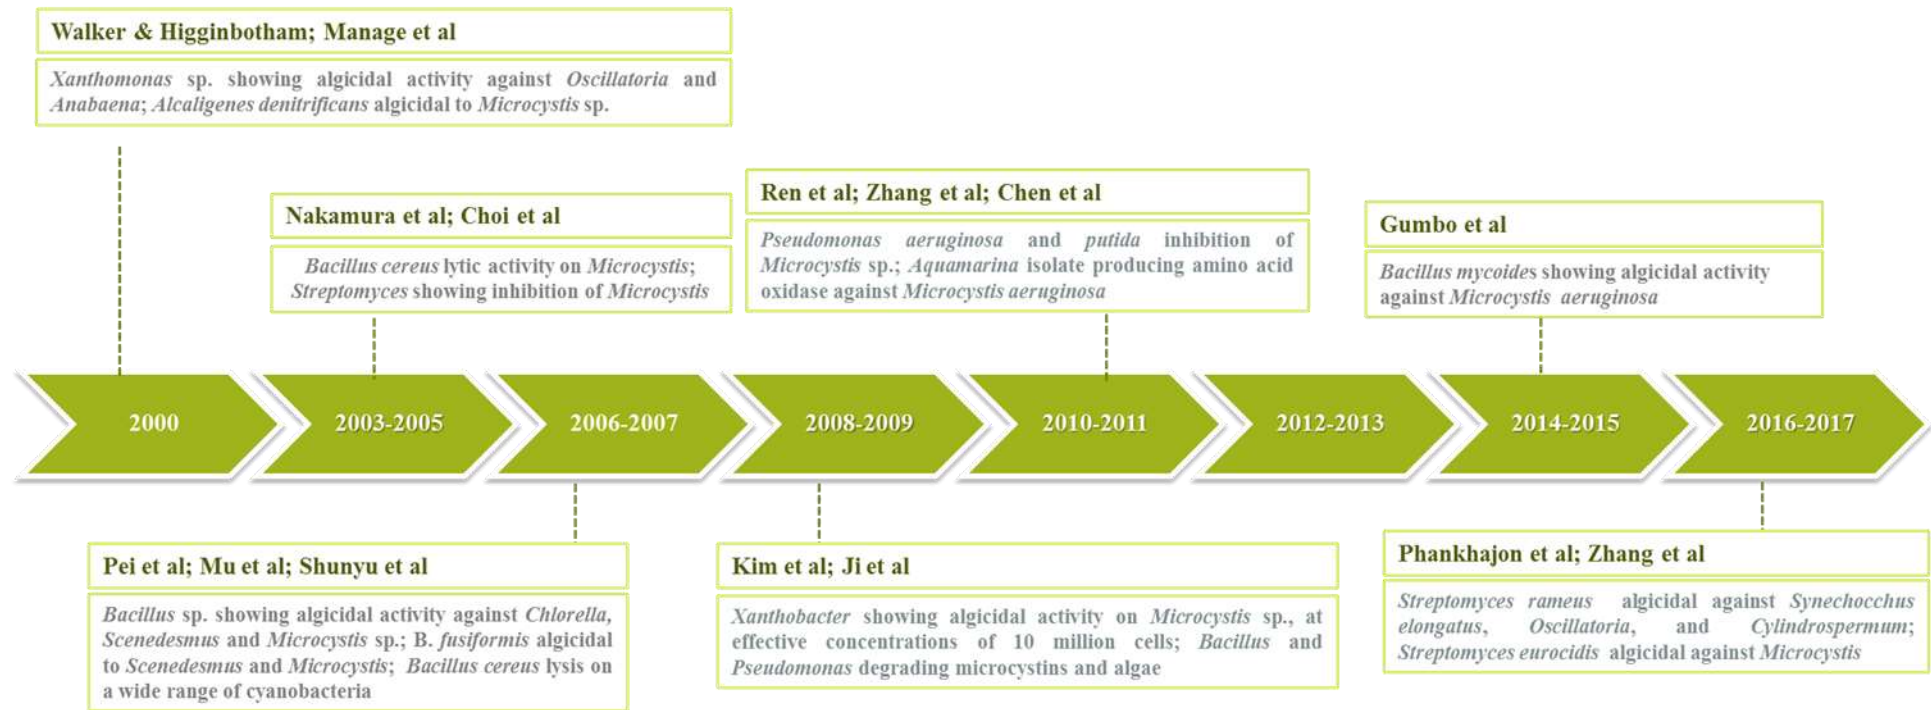 Walker & Higginbotham; Manage et al
Xanthomonas sp. showing algicidal activity against Oscillatoria and
Anabaena; Alcaligenes denitrificans algicidal to Microcystis sp.
Nakamura et al; Choi et al
Bacillus cereus lytic activity on Microcystis;
Streptomyces showing inhibition of Microcystis
Ren et al; Zhang et al; Chen et al
Pseudomonas aeruginosa and putida inhibition of
Microcystis sp.; Aquamarina isolate producing amino acid
oxidase against Microcystis aeruginosa
Gumbo et al
Bacillus mycoides showing algicidal activity
against Microcystis aeruginosa
2000
2003-2005
2006-2007
2008-2009
2010-2011
2012-2013
2014-2015
2016-2017
Pei et al; Mu et al; Shunyu et al
Bacillus sp. showing algicidal activity against Chlorella,
Scenedesmus and Microcystis sp.; B. fusiformis algicidal
to Scenedesmus and Microcystis; Bacillus cereus lysis on
a wide range of cyanobacteria
Kim et al; Ji et al
Xanthobacter showing algicidal activity on Microcystis sp., at
effective concentrations of 10 million cells; Bacillus and
Pseudomonas degrading microcystins and algae
Phankhajon et al; Zhang et al
Streptomyces rameus algicidal against Synechocchus
elongatus, Oscillatoria, and Cylindrospermum;
Streptomyces eurocidis algicidal against Microcystis